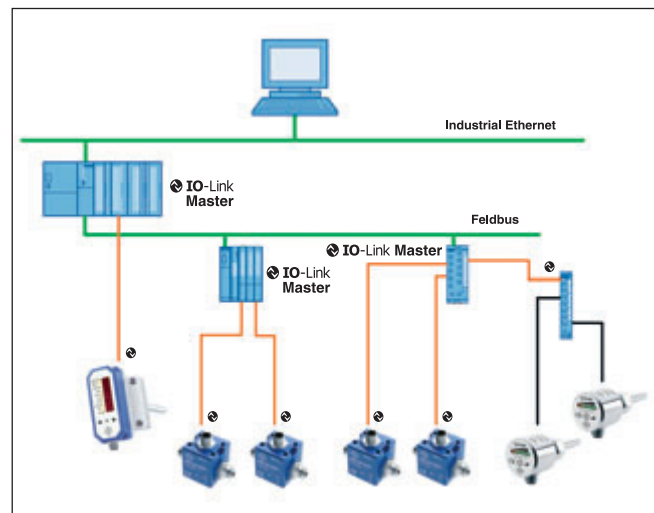 Industrial Ethernet
IO-Link
Master
Feldbus
IO-Link Master
IO-Link
Master